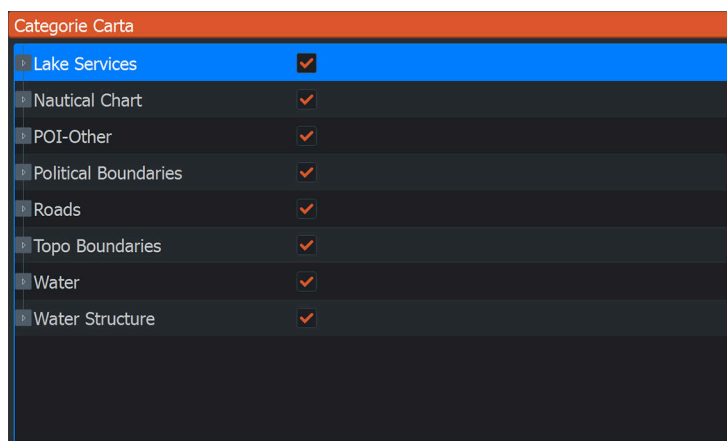 Categorie Carta
Lake Services
Nautical Chart
POI-Other
Political Boundaries
Roads
Topo Boundaries
Water
Water Structure